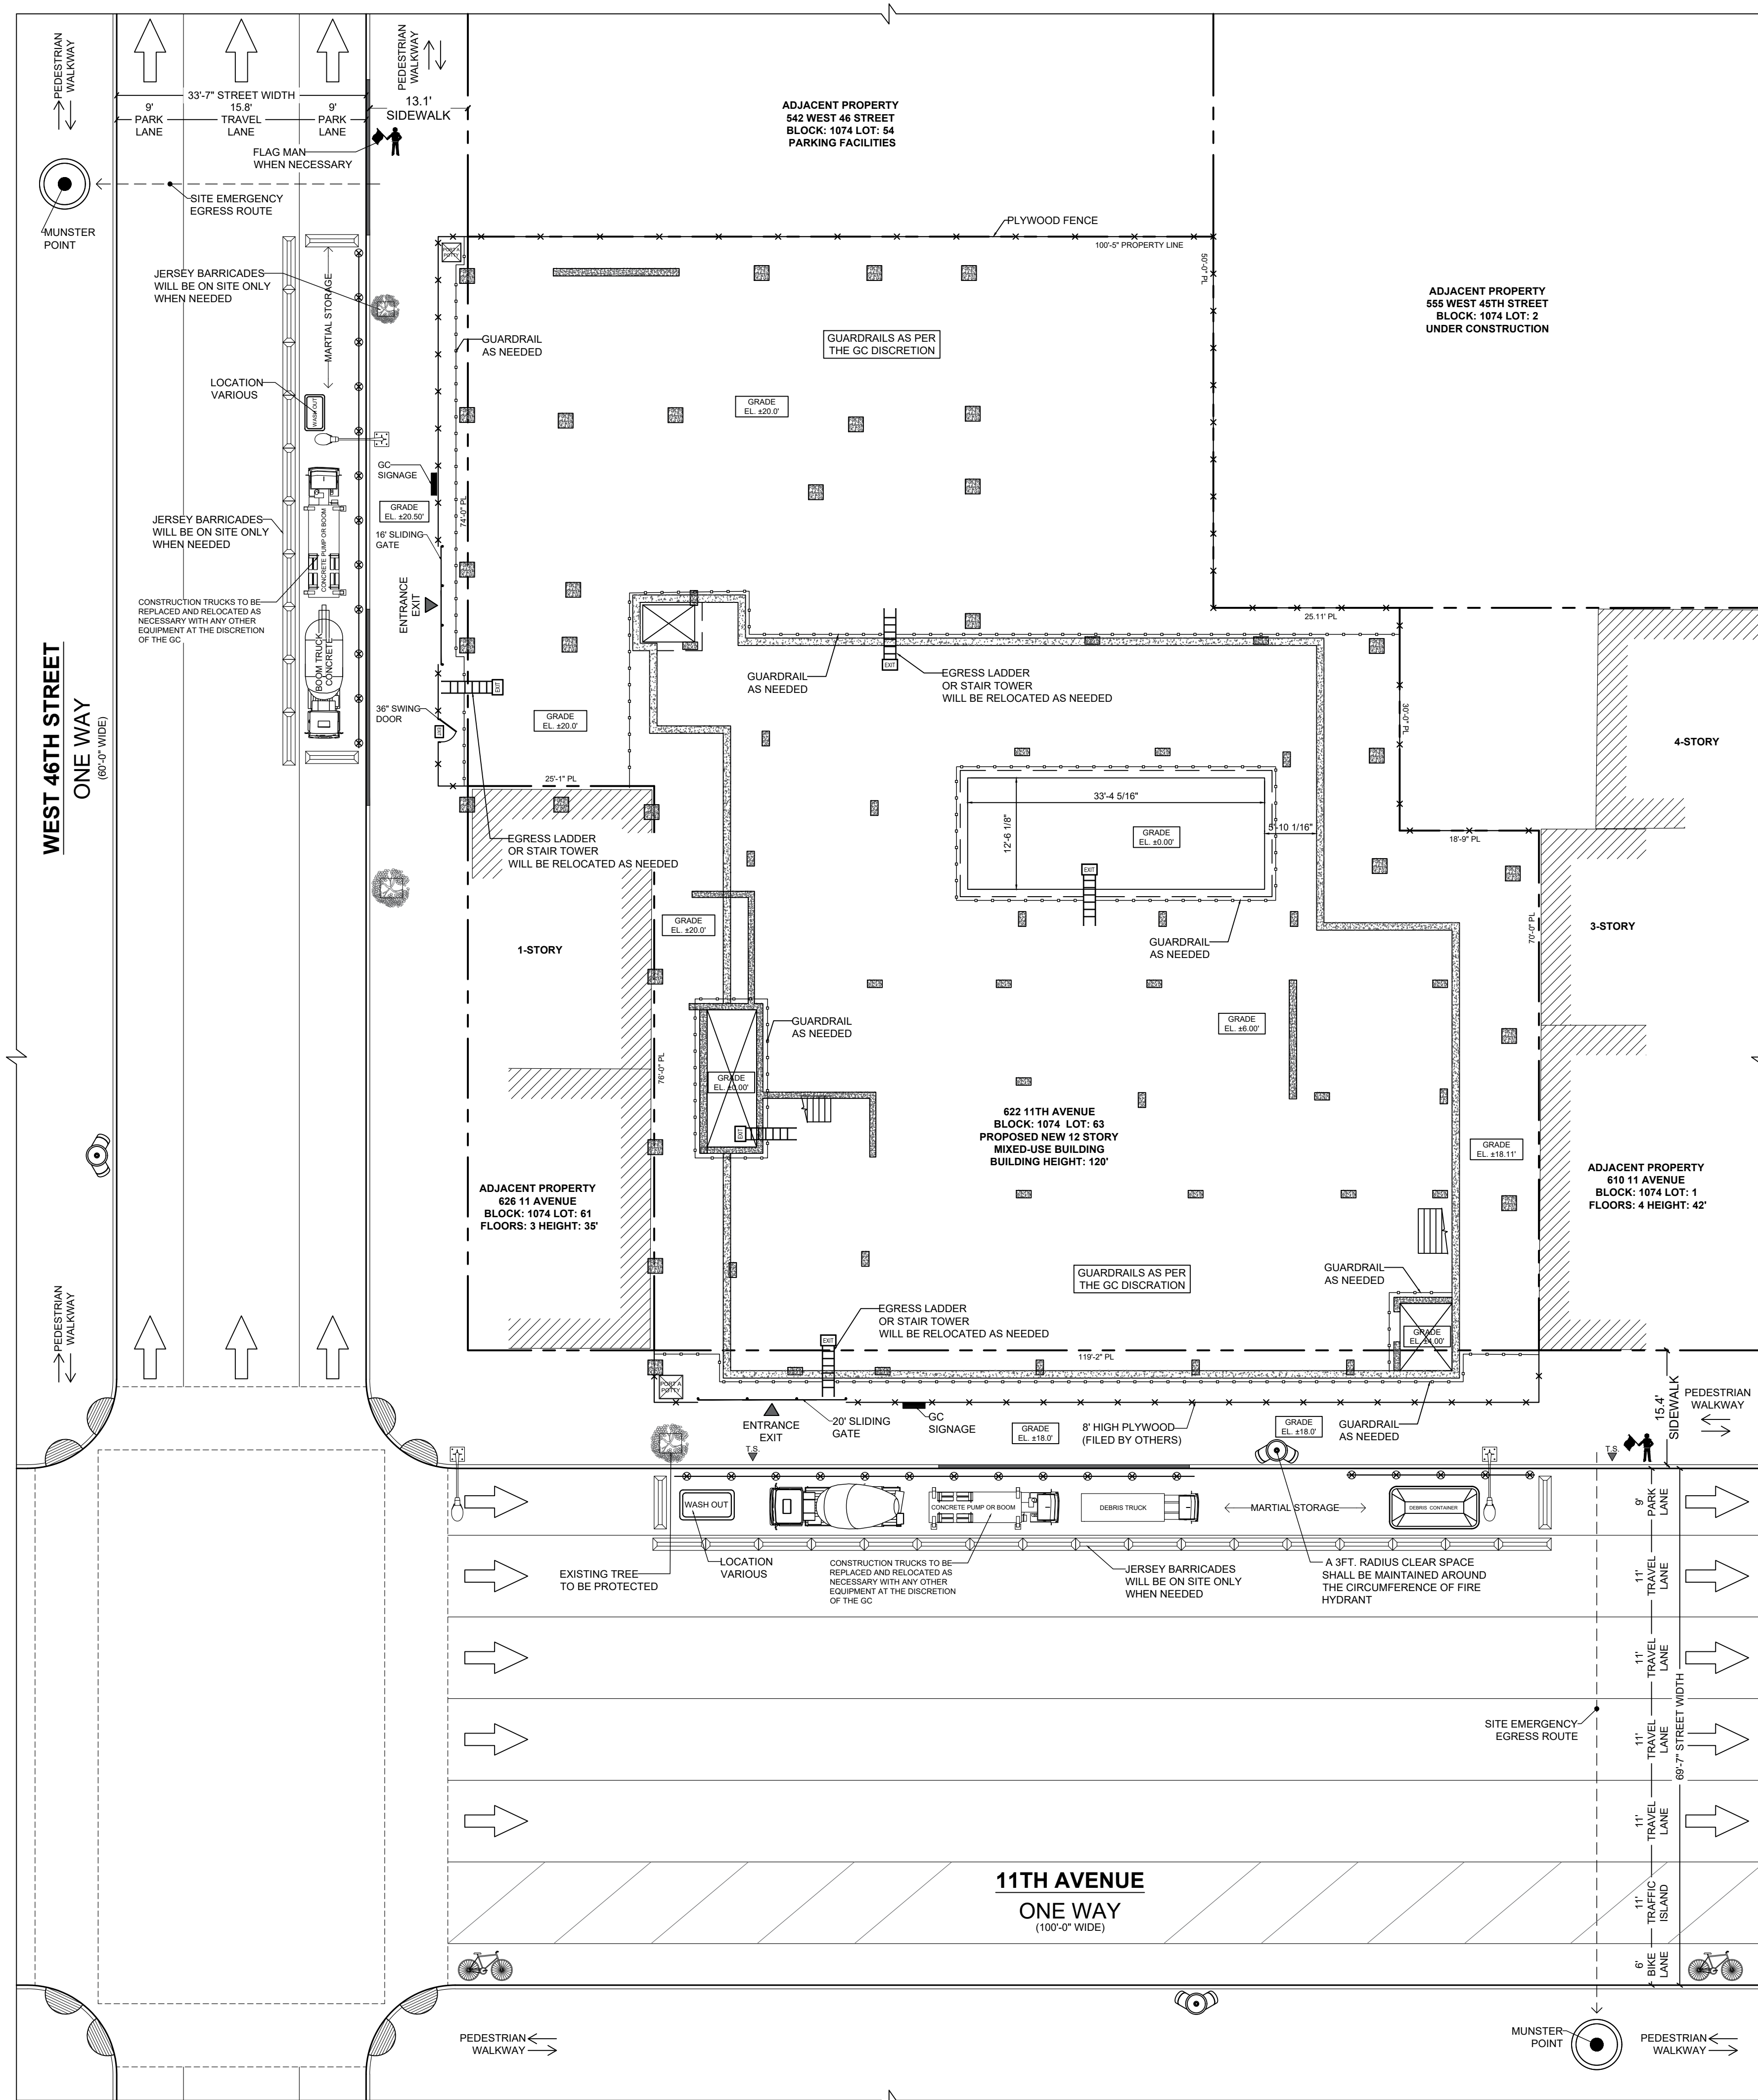 PEDESTRIAN
WALKWAY
33'-7" STREET WIDTH
9'
PARK
LANE
15.8'
TRAVEL
LANE
9'
PARK
LANE
PEDESTRIAN
WALKWAY
13.1'
SIDEWALK
FLAG MAN
WHEN NECESSARY
SITE EMERGENCY
EGRESS ROUTE
MUNSTER
POINT
ADJACENT PROPERTY
542 WEST 46 STREET
BLOCK: 1074 LOT: 54
PARKING FACILITIES
PLYWOOD FENCE
100'-5" PROPERTY LINE
50'-0" PL
ADJACENT PROPERTY
555 WEST 45TH STREET
BLOCK: 1074 LOT: 2
UNDER CONSTRUCTION
PORT A
POTTY
JERSEY BARRICADES
WILL BE ON SITE ONLY
WHEN NEEDED
MARTIAL STORAGE
GUARDRAIL
AS NEEDED
GUARDRAILS AS PER
THE GC DISCRETION
LOCATION
VARIOUS
WASH OUT
GRADE
EL. ±20.0'
GC
SIGNAGE
GRADE
EL. ±20.50'
74'-0" PL
16' SLIDING
GATE
JERSEY BARRICADES
WILL BE ON SITE ONLY
WHEN NEEDED
CONCRETE PUMP OR BOOM
CONSTRUCTION TRUCKS TO BE
REPLACED AND RELOCATED AS
NECESSARY WITH ANY OTHER
EQUIPMENT AT THE DISCRETION
OF THE GC
ENTRANCE
EXIT
BOOM TRUCK
CONCRETE
WEST 46TH STREET
ONE WAY
(60'-0" WIDE)
25.11' PL
GUARDRAIL
AS NEEDED
EXIT
EGRESS LADDER
OR STAIR TOWER
WILL BE RELOCATED AS NEEDED
EXIT
36" SWING
DOOR
EXIT
GRADE
EL. ±20.0'
30'-0" PL
4-STORY
25'-1" PL
33'-4 5/16"
12'-6 1/8"
GRADE
EL. ±0.00'
5'-10 1/16"
EXIT
18'-9" PL
EGRESS LADDER
OR STAIR TOWER
WILL BE RELOCATED AS NEEDED
GRADE
EL. ±20.0'
1-STORY
GUARDRAIL
AS NEEDED
70'-0" PL
3-STORY
GUARDRAIL
AS NEEDED
GRADE
EL. ±6.00'
76'-0" PL
GRADE
EL. ±0.00'
EXIT
622 11TH AVENUE
BLOCK: 1074 LOT: 63
PROPOSED NEW 12 STORY
MIXED-USE BUILDING
BUILDING HEIGHT: 120'
GRADE
EL. ±18.11'
ADJACENT PROPERTY
626 11 AVENUE
BLOCK: 1074 LOT: 61
FLOORS: 3 HEIGHT: 35'
ADJACENT PROPERTY
610 11 AVENUE
BLOCK: 1074 LOT: 1
FLOORS: 4 HEIGHT: 42'
GUARDRAILS AS PER
THE GC DISCRATION
GUARDRAIL
AS NEEDED
GRADE
EL. ±4.00'
EGRESS LADDER
OR STAIR TOWER
WILL BE RELOCATED AS NEEDED
EXIT
119'-2" PL
PEDESTRIAN
WALKWAY
PORT A
POTTY
ENTRANCE
EXIT
20' SLIDING
GATE
GC
SIGNAGE
GRADE
EL. ±18.0'
8' HIGH PLYWOOD
(FILED BY OTHERS)
GRADE
EL. ±18.0'
GUARDRAIL
AS NEEDED
15.4'
SIDEWALK
PEDESTRIAN
WALKWAY
T.S.
T.S.
WASH OUT
CONCRETE PUMP OR BOOM
DEBRIS TRUCK
MARTIAL STORAGE
DEBRIS CONTAINER
9'
PARK
LANE
EXISTING TREE
TO BE PROTECTED
LOCATION
VARIOUS
CONSTRUCTION TRUCKS TO BE
REPLACED AND RELOCATED AS
NECESSARY WITH ANY OTHER
EQUIPMENT AT THE DISCRETION
OF THE GC
JERSEY BARRICADES
WILL BE ON SITE ONLY
WHEN NEEDED
A 3FT. RADIUS CLEAR SPACE
SHALL BE MAINTAINED AROUND
THE CIRCUMFERENCE OF FIRE
HYDRANT
11'
TRAVEL
LANE
11'
TRAVEL
LANE
69'-7" STREET WIDTH
SITE EMERGENCY
EGRESS ROUTE
11'
TRAVEL
LANE
11'
TRAVEL
LANE
11TH AVENUE
ONE WAY
(100'-0" WIDE)
11'
TRAFFIC
ISLAND
6'
BIKE
LANE
PEDESTRIAN
WALKWAY
MUNSTER
POINT
PEDESTRIAN
WALKWAY